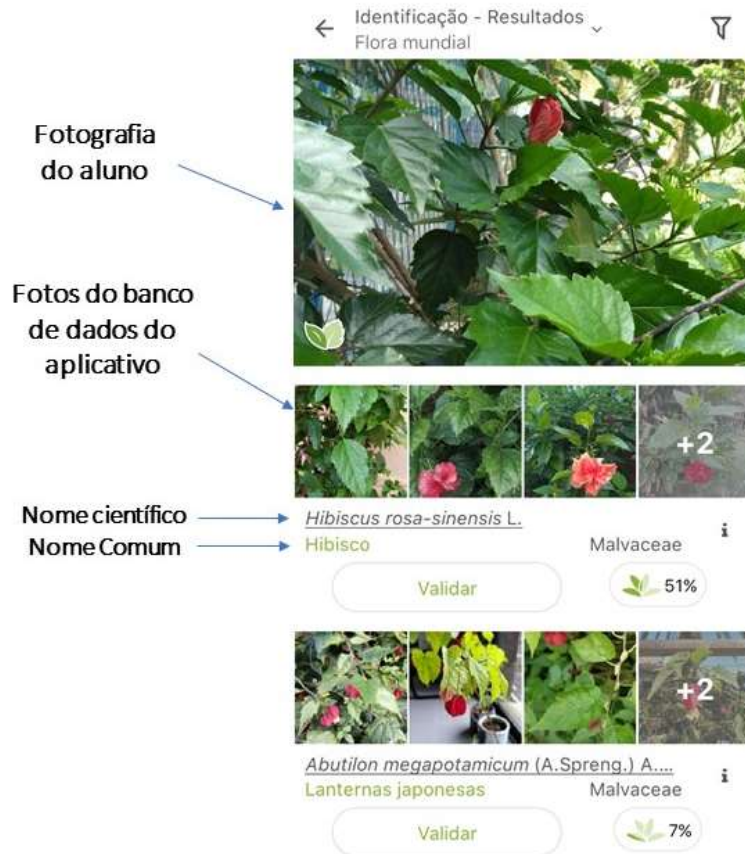 Identificação - Resultados
Flora mundial
Fotografia
do aluno
Fotos do banco
de dados do
aplicativo
+2
Nome científico
Hibiscus rosa-sinensis L.
Nome Comum
Hibisco
Malvaceae
i
Validar
51%
+2
Abutilon megapotamicum (A.Spreng.) A....
Lanternas japonesas
Malvaceae
i
Validar
7%